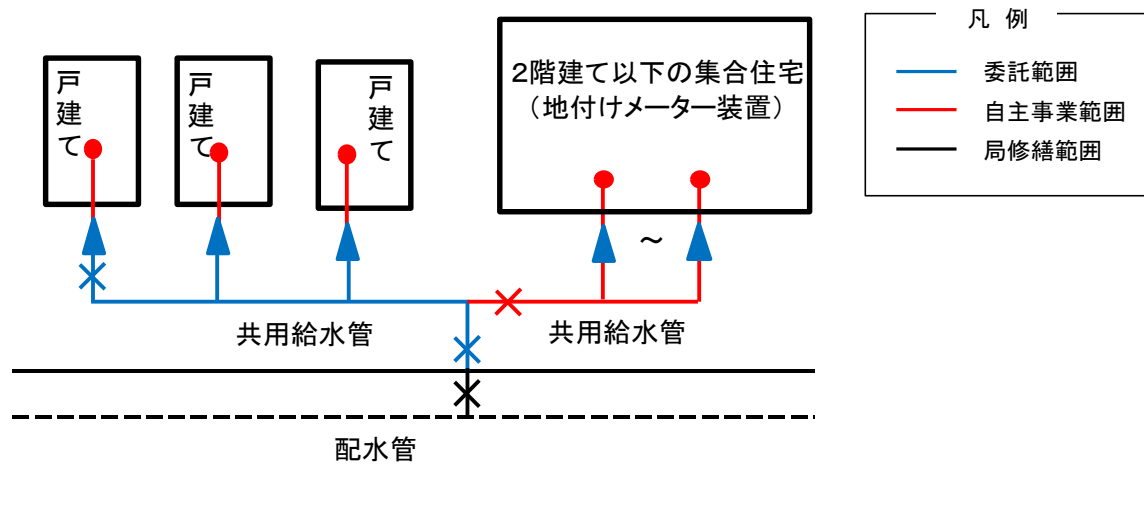 戸建て
戸建て
戸建て
2階建て以下の集合住宅
（地付けメーター装置）
～
共用給水管
共用給水管
配水管
凡 例
委託範囲
自主事業範囲
局修繕範囲